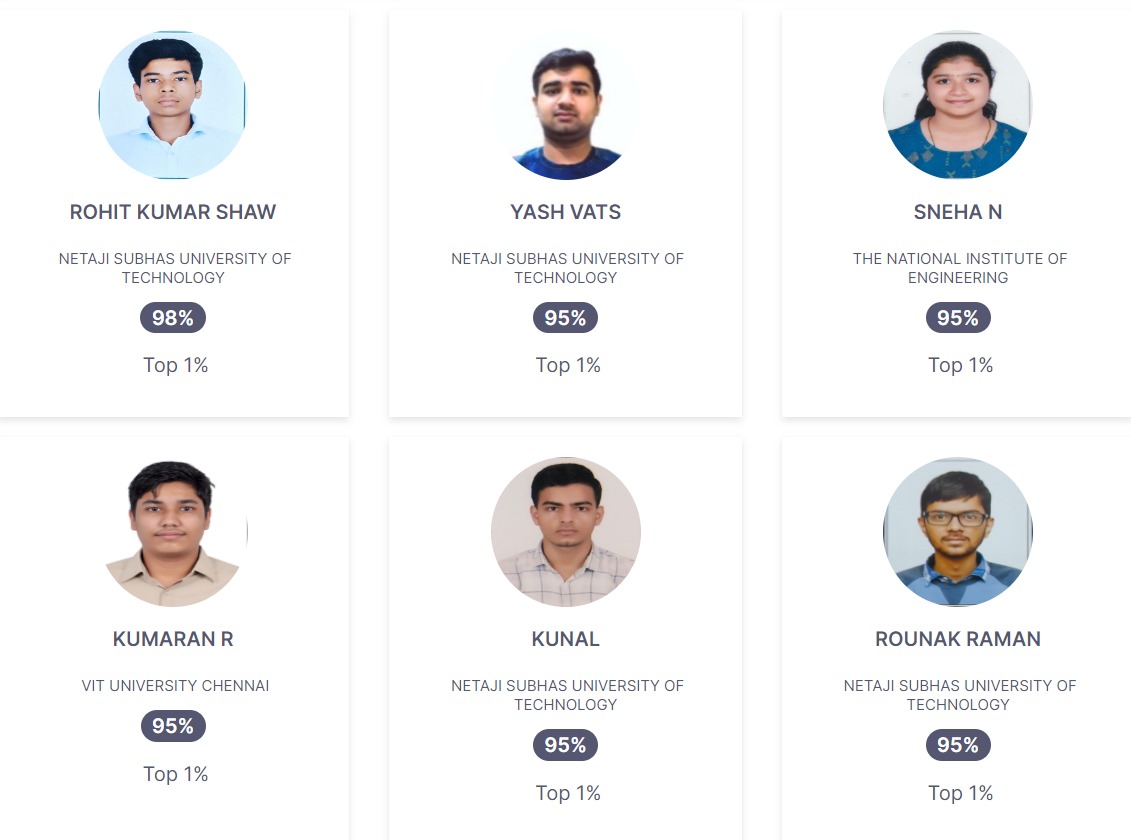 ROHIT KUMAR SHAW
NETAJI SUBHAS UNIVERSITY OF
TECHNOLOGY
98%
Top 1%
YASH VATS
NETAJI SUBHAS UNIVERSITY OF
TECHNOLOGY
95%
Top 1%
SNEHA N
THE NATIONAL INSTITUTE OF
ENGINEERING
95%
Top 1%
KUMARAN R
VIT UNIVERSITY CHENNAI
95%
Top 1%
KUNAL
NETAJI SUBHAS UNIVERSITY OF
TECHNOLOGY
95%
Top 1%
ROUNAK RAMAN
NETAJI SUBHAS UNIVERSITY OF
TECHNOLOGY
95%
Top 1%